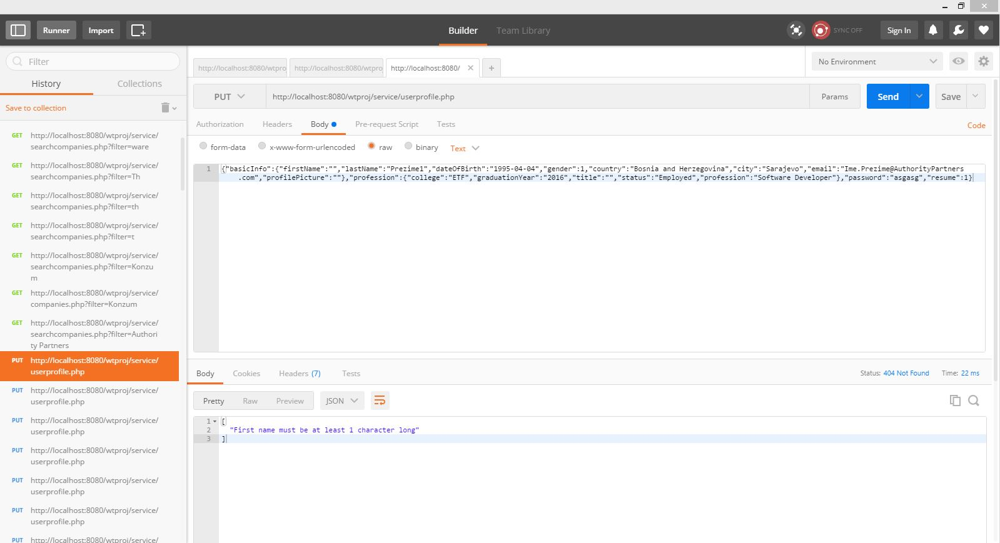 Runner
Import
Builder
Team Library
SYNC OFF
Sign In
Filter
History
Collections
Save to collection
GET http://localhost:8080/wtproj/service/
searchcompanies.php?filter=ware
GET http://localhost:8080/wtproj/service/
searchcompanies.php?filter=Th
GET http://localhost:8080/wtproj/service/
searchcompanies.php?filter=th
GET http://localhost:8080/wtproj/service/
searchcompanies.php?filter=t
GET http://localhost:8080/wtproj/service/
searchcompanies.php?filter=Konzu
m
GET http://localhost:8080/wtproj/service/
companies.php?filter=Konzum
GET http://localhost:8080/wtproj/service/
searchcompanies.php?filter=Authori
ty Partners
PUT http://localhost:8080/wtproj/service/
userprofile.php
PUT http://localhost:8080/wtproj/service/
userprofile.php
PUT http://localhost:8080/wtproj/service/
userprofile.php
PUT http://localhost:8080/wtproj/service/
userprofile.php
PUT http://localhost:8080/wtproj/service/
userprofile.php
PUT http://localhost:8080/wtproj/service/
userprofile.php
PUT http://localhost:8080/wtproj/service/
http://localhost:8080/wtpro
http://localhost:8080/wtpro
http://localhost:8080/
No Environment
PUT
http://localhost:8080/wtproj/service/userprofile.php
Params
Send
Save
Authorization
Headers
Body
Pre-request Script
Tests
Code
form-data
x-www-form-urlencoded
raw
binary
Text
1 {"basicInfo":{"firstName":"","lastName":"Prezime1","dateOfBirth":"1995-04-04","gender":1,"country":"Bosnia and Herzegovina","city":"Sarajevo","email":"Ime.Prezime@AuthorityPartners
.com","profilePicture":""},"profession":{"college":"ETF","graduationYear":"2016","title":"","status":"Employed","profession":"Software Developer"},"password":"asgasg","resume":1}
Body
Cookies
Headers (7)
Tests
Status: 404 Not Found
Time: 22 ms
Pretty
Raw
Preview
JSON
1 [
2 "First name must be at least 1 character long"
3 ]